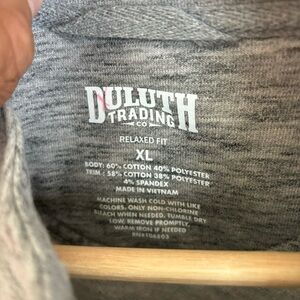 DULUTH
TRADING
CO
RELAXED FIT
XL
BODY: 60% COTTON 40% POLYESTER
TRIM: 58% COTTON 38% POLYESTER
4% SPANDEX
MADE IN VIETNAM
MACHINE WASH COLD WITH LIKE
COLORS. ONLY NON-CHLORINE
BLEACH WHEN NEEDED. TUMBLE DRY
LOW. REMOVE PROMPTLY.
WARM IRON IF NEEDED